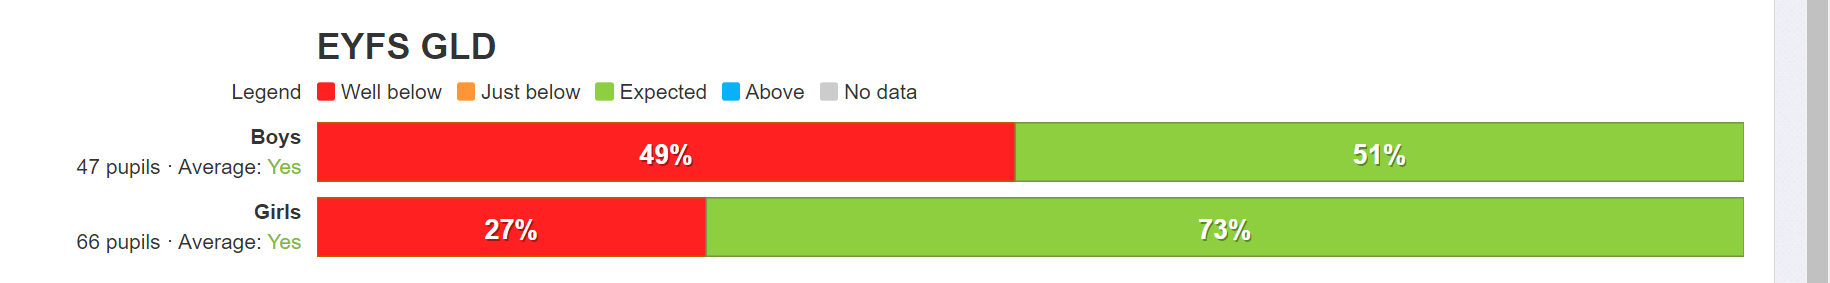 EYFS GLD
Legend Well below Just below Expected Above No data
Boys
47 pupils · Average: Yes
49% 51%
Girls
66 pupils · Average: Yes
27% 73%